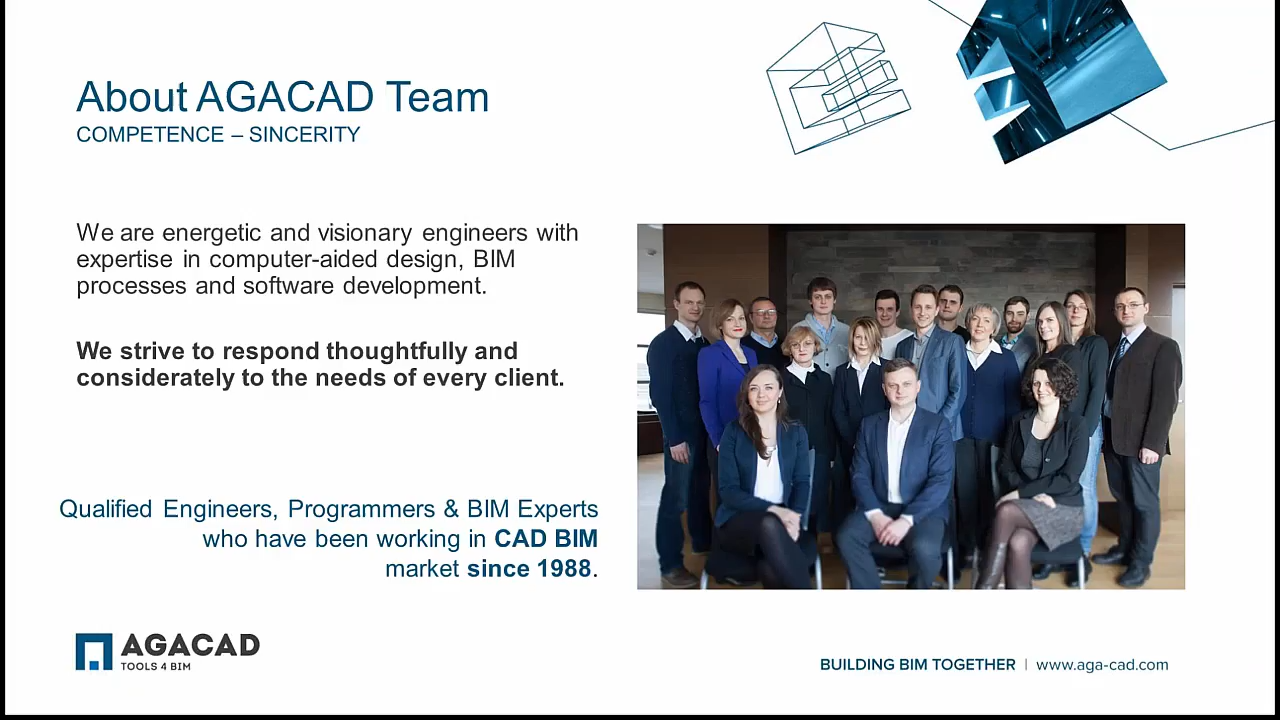 About AGACAD Team
COMPETENCE – SINCERITY
We are energetic and visionary engineers with
expertise in computer-aided design, BIM
processes and software development.
We strive to respond thoughtfully and
considerately to the needs of every client.
Qualified Engineers, Programmers & BIM Experts
who have been working in CAD BIM
market since 1988.
AGACAD
TOOLS 4 BIM
BUILDING BIM TOGETHER | www.aga-cad.com